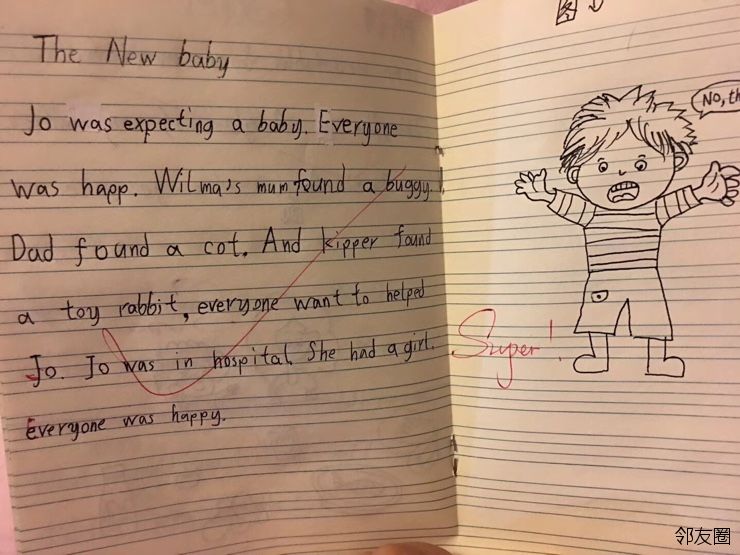 The New baby
Jo was expecting a baby. Everyone
was happ. Wilma's mum found a buggy.
Dad found a cot. And kipper found
a toy rabbit, everyone want to helped
Jo. Jo was in hospital. She had a girl.
Everyone was happy.
No, th
Super!
邻友圈